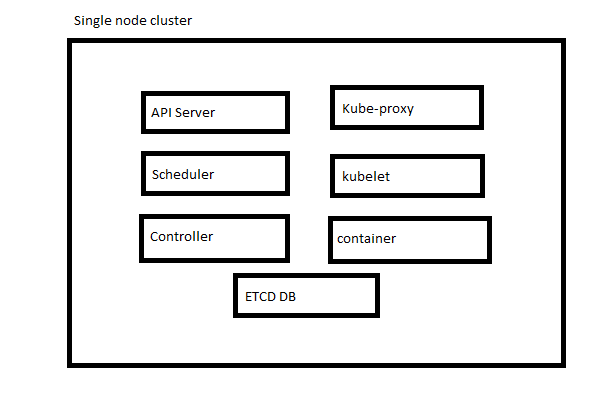 Single node cluster
API Server
Kube-proxy
Scheduler
kubelet
Controller
container
ETCD DB